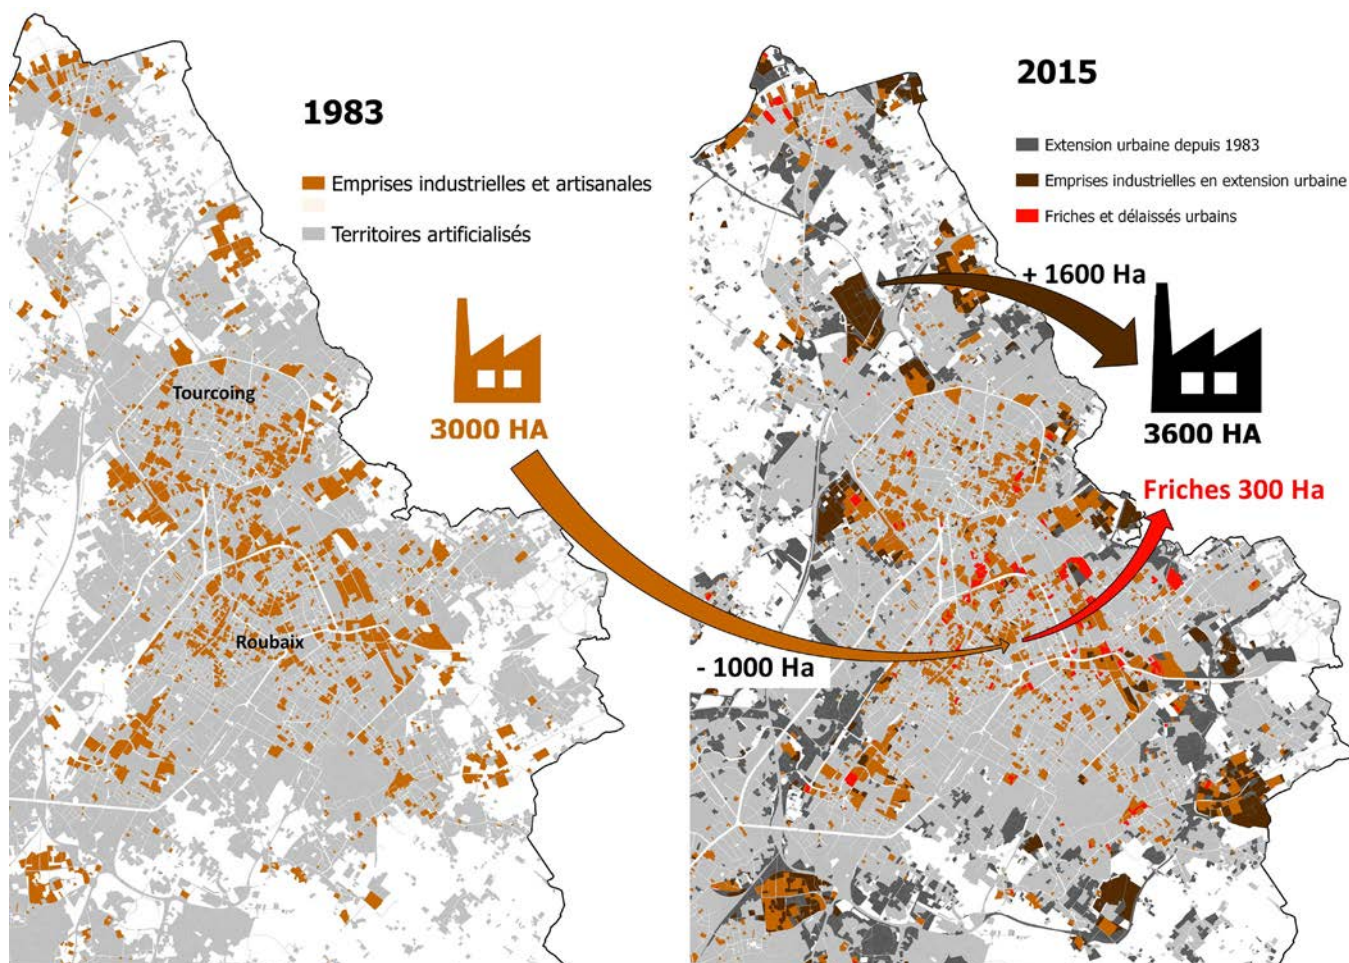 1983
Emprises industrielles et artisanales
Territoires artificialisés
3000 HA
Tourcoing
Roubaix
2015
Extension urbaine depuis 1983
Emprises industrielles en extension urbaine
Friches et délaissés urbains
+ 1600 Ha
3600 HA
Friches 300 Ha
- 1000 Ha